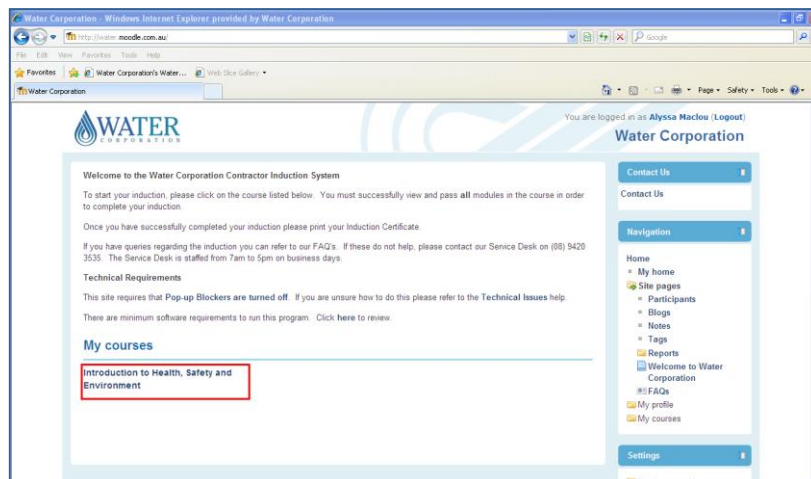 Water Corporation - Windows Internet Explorer provided by Water Corporation
http://water.moodle.com.au/
Google
File Edit View Favorites Tools Help
Favorites Water Corporation's Water... Web Slice Gallery
Water Corporation
Page Safety Tools
WATER
CORPORATION
You are logged in as Alyssa Maclou (Logout)
Water Corporation
Welcome to the Water Corporation Contractor Induction System
To start your induction, please click on the course listed below. You must successfully view and pass all modules in the course in order
to complete your induction.
Once you have successfully completed your induction please print your Induction Certificate.
If you have queries regarding the induction you can refer to our FAQ's. If these do not help, please contact our Service Desk on (08) 9420
3535. The Service Desk is staffed from 7am to 5pm on business days.
Technical Requirements
This site requires that Pop-up Blockers are turned off. If you are unsure how to do this please refer to the Technical Issues help.
There are minimum software requirements to run this program. Click here to review.
My courses
Introduction to Health, Safety and
Environment
Contact Us
Contact Us
Navigation
Home
My home
Site pages
Participants
Blogs
Notes
Tags
Reports
Welcome to Water
Corporation
FAQs
My profile
My courses
Settings